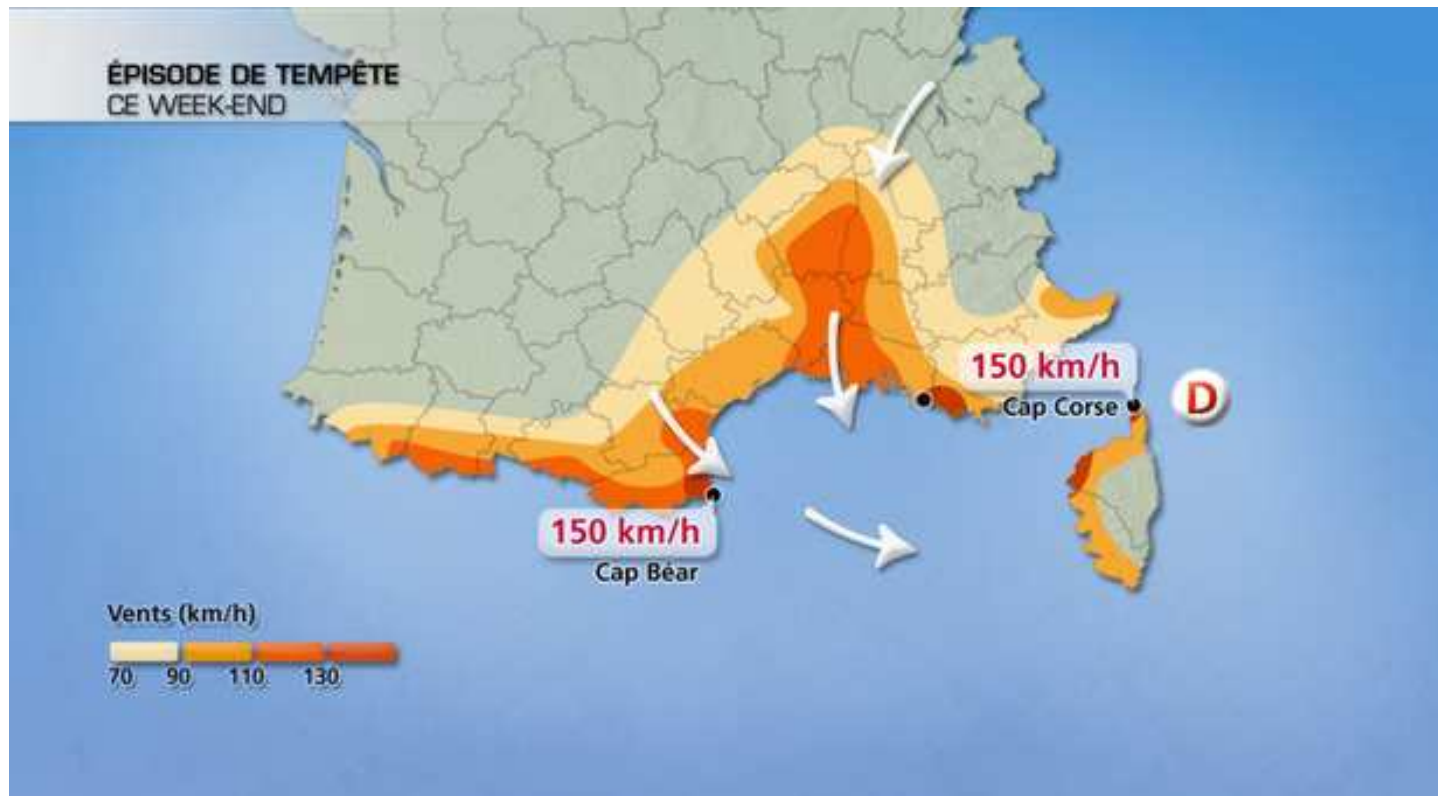 ÉPISODE DE TEMPÊTE
CE WEEK-END
150 km/h
Cap Corse
D
150 km/h
Cap Béar
Vents (km/h)
70 90 110 130